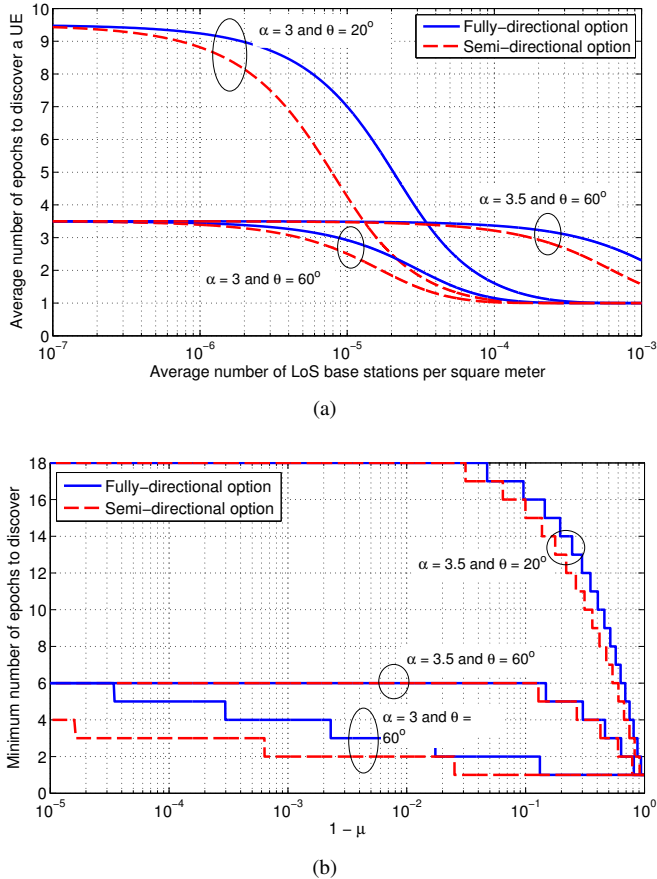 10
9
8
7
6
5
4
3
2
1
0
Average number of epochs to discover a UE
α = 3 and θ = 20°
Fully−directional option
Semi−directional option
α = 3.5 and θ = 60°
α = 3 and θ = 60°
10⁻⁷ 10⁻⁶ 10⁻⁵ 10⁻⁴ 10⁻³
Average number of LoS base stations per square meter
(a)
18
16
14
12
10
8
6
4
2
0
Minimum number of epochs to discover
Fully−directional option
Semi−directional option
α = 3.5 and θ = 20°
α = 3.5 and θ = 60°
α = 3 and θ =
60°
10⁻⁵ 10⁻⁴ 10⁻³ 10⁻² 10⁻¹ 10⁰
1 − μ
(b)